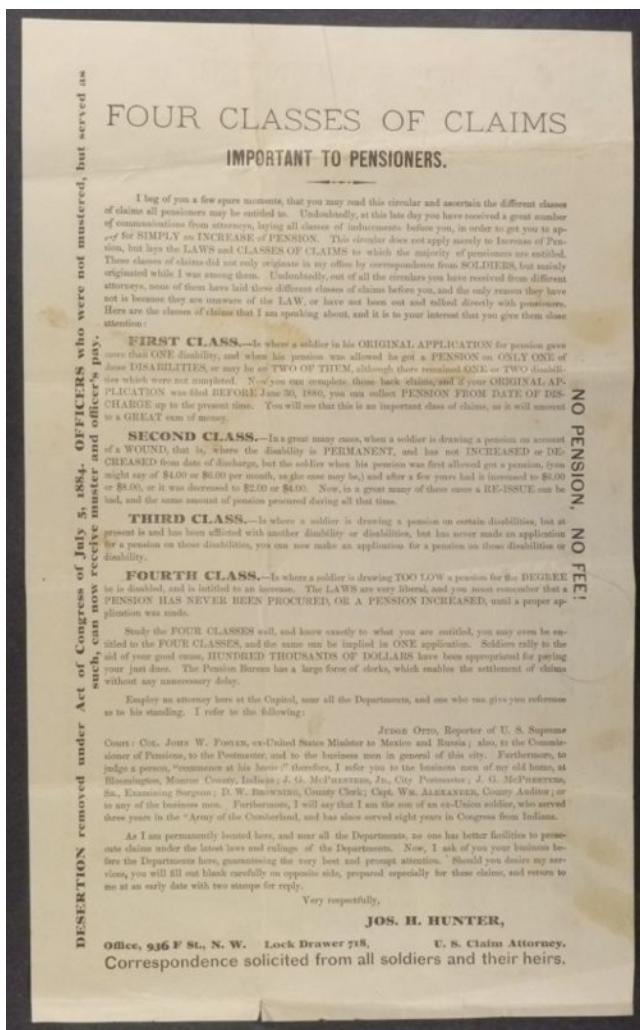 FOUR CLASSES OF CLAIMS
IMPORTANT TO PENSIONERS.
I beg of you a few spare moments, that you may read this circular and ascertain the different classes
of claims all pensioners may be entitled to. Undoubtedly, at this late day you have received a great number
of communications from attorneys, laying all classes of inducements before you, in order to get you to ap-
for SIMPLY an INCREASE of PENSION. This circular does not apply merely to Increase of Pen-
sion, but lays the LAWS and CLASSES OF CLAIMS to which the majority of pensioners are entitled.
These classes of claims did not only originate in my office by correspondence from SOLDIERS, but mainly
originated while I was among them. Undoubtedly, out of all the circulars you have received from different
attorneys, none of them have laid these different classes of claims before you, and the only reason they have
not is because they are unaware of the LAW, or have not been out and talked directly with pensioners.
Here are the classes of claims that I am speaking about, and it is to your interest that you give them close
attention:
FIRST CLASS.—Is where a soldier in his ORIGINAL APPLICATION for pension gave
more than ONE disability, and when his pension was allowed he got a PENSION on ONLY ONE of
these DISABILITIES, or may be on TWO OF THEM, although there remained ONE or TWO disabili-
ties which were not completed. Now you can complete these back claims, and if your ORIGINAL AP-
PLICATION was filed BEFORE June 30, 1880, you can collect PENSION FROM DATE OF DIS-
CHARGE up to the present time. You will see that this is an important class of claims, as it will amount
to a GREAT sum of money.
SECOND CLASS.—In a great many cases, when a soldier is drawing a pension on account
of a WOUND, that is, where the disability is PERMANENT, and has not INCREASED or DE-
CREASED from date of discharge, but the soldier when his pension was first allowed got a pension, (you
might say of $4.00 or $6.00 per month, as the case may be,) and after a few years had it increased to $6.00
or $8.00, or it was decreased to $2.00 or $4.00. Now, in a great many of these cases a RE-ISSUE can be
had, and the same amount of pension procured during all that time.
THIRD CLASS.—Is where a soldier is drawing a pension on certain disabilities, but at
present is and has been afflicted with another disability or disabilities, but has never made an application
for a pension on those disabilities, you can now make an application for a pension on those disabilities or
disability.
FOURTH CLASS.—Is where a soldier is drawing TOO LOW a pension for the DEGREE
he is disabled, and is intitled to an increase. The LAWS are very liberal, and you must remember that a
PENSION HAS NEVER BEEN PROCURED, OR A PENSION INCREASED, until a proper ap-
plication was made.
Study the FOUR CLASSES well, and know exactly to what you are entitled, you may even be en-
titled to the FOUR CLASSES, and the same can be implied in ONE application. Soldiers rally to the
aid of your good cause, HUNDRED THOUSANDS OF DOLLARS have been appropriated for paying
your just dues. The Pension Bureau has a large force of clerks, which enables the settlement of claims
without any unnecessary delay.
Employ an attorney here at the Capitol, near all the Departments, and one who can give you reference
as to his standing. I refer to the following:
JUDGE OTTO, Reporter of U. S. Supreme
Court: COL. JOHN W. FOSTER, ex-United States Minister to Mexico and Russia; also, to the Commis-
sioner of Pensions, to the Postmaster, and to the business men in general of this city. Furthermore, to
judge a person, "commence at his home:" therefore, I refer you to the business men of my old home, at
Bloomington, Monroe County, Indiana; J. G. MCPHEETERS, JR., City Postmaster; J. G. MCPHEETERS,
SR., Examining Surgeon; D. W. BROWNING, County Clerk; CAPT. WM. ALEXANDER, County Auditor; or
to any of the business men. Furthermore, I will say that I am the son of an ex-Union soldier, who served
three years in the "Army of the Cumberland, and has since served eight years in Congress from Indiana.
As I am permanently located here, and near all the Departments, no one has better facilities to prose-
cute claims under the latest laws and rulings of the Departments. Now, I ask of you your business be-
fore the Departments here, guaranteeing the very best and prompt attention. Should you desire my ser-
vices, you will fill out blank carefully on opposite side, prepared especially for these claims, and return to
me at an early date with two stamps for reply.
Very respectfully,
JOS. H. HUNTER,
Office, 936 F St., N. W. Lock Drawer 718, U. S. Claim Attorney.
Correspondence solicited from all soldiers and their heirs.
DESERTION removed under Act of Congress of July 5, 1884. OFFICERS who were not mustered, but served as
such, can now receive muster and officer's pay.
NO PENSION, NO FEE!